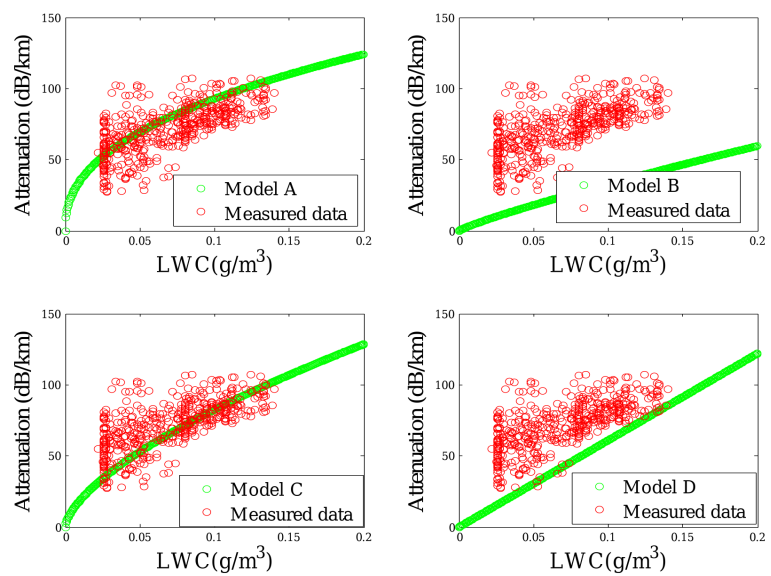 150
100
50
0
0
0.05
0.1
0.15
0.2
Attenuation (dB/km)
LWC(g/m³)
Model A
Measured data
150
100
50
0
0
0.05
0.1
0.15
0.2
Attenuation (dB/km)
LWC(g/m³)
Model B
Measured data
150
100
50
0
0
0.05
0.1
0.15
0.2
Attenuation (dB/km)
LWC(g/m³)
Model C
Measured data
150
100
50
0
0
0.05
0.1
0.15
0.2
Attenuation (dB/km)
LWC(g/m³)
Model D
Measured data